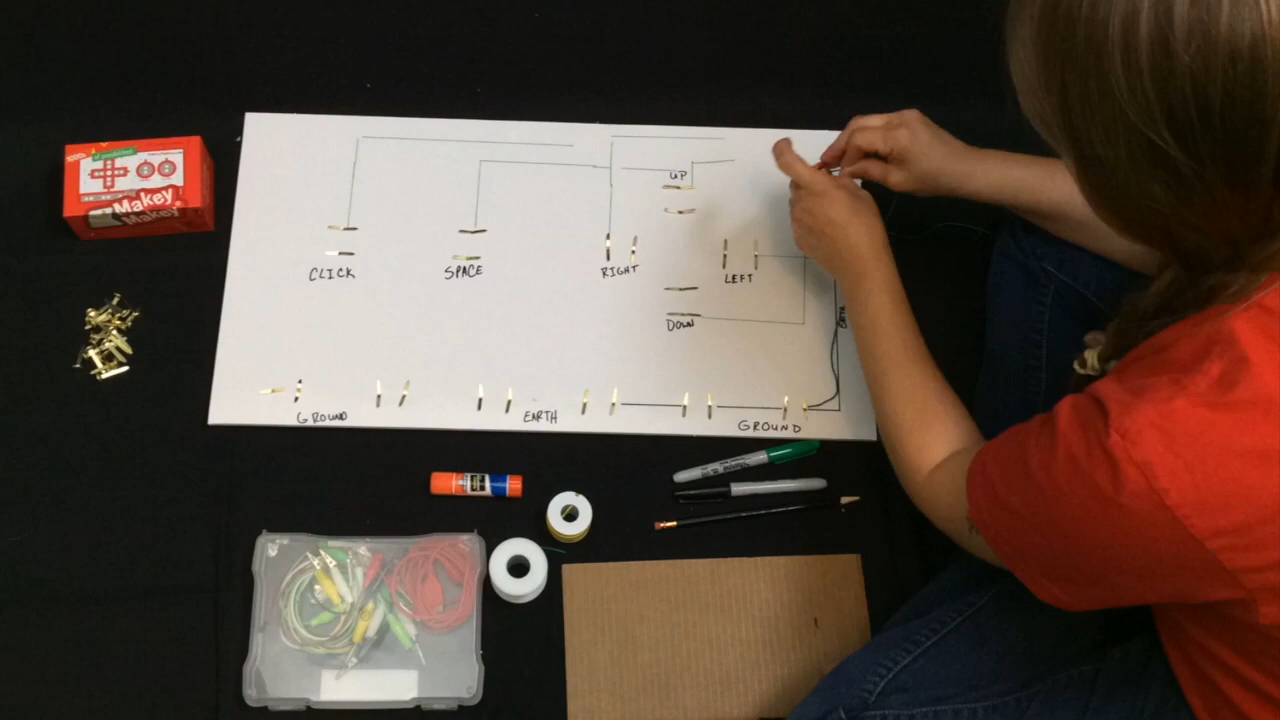 Makey
Makey
UP
CLICK
SPACE
RIGHT
LEFT
DOWN
GROUND
EARTH
GROUND